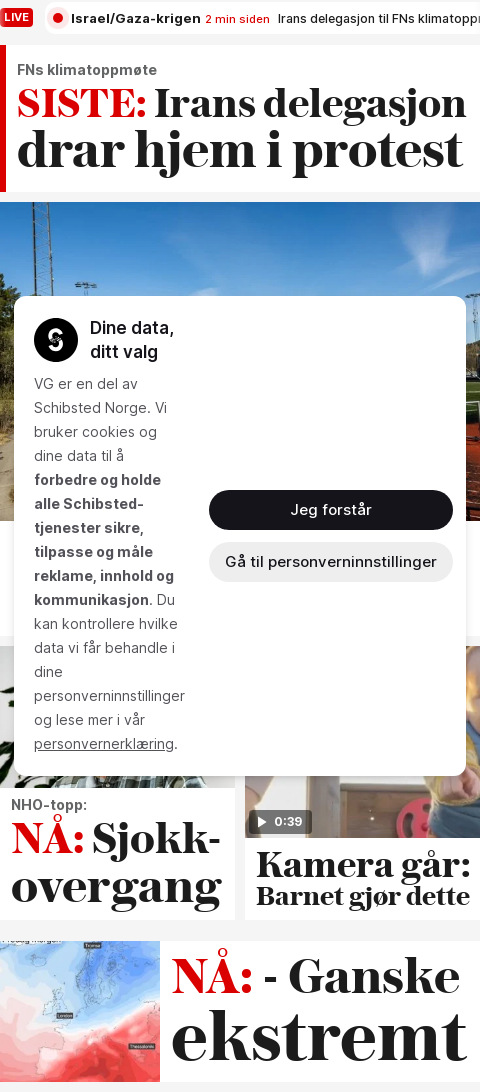 LIVE
Israel/Gaza-krigen 2 min siden Irans delegasjon til FNs klimatoppm
FNs klimatoppmøte
SISTE: Irans delegasjon
drar hjem i protest
Dine data,
ditt valg
VG er en del av
Schibsted Norge. Vi
bruker cookies og
dine data til å
forbedre og holde
alle Schibsted-
tjenester sikre,
tilpasse og måle
reklame, innhold og
kommunikasjon. Du
kan kontrollere hvilke
data vi får behandle i
dine
personverninnstillinger
og lese mer i vår
personvernerklæring.
Jeg forstår
Gå til personverninnstillinger
NHO-topp:
NÅ: Sjokk-
overgang
0:39
Kamera går:
Barnet gjør dette
Tromsø
London
Thessaloniki
NÅ: - Ganske
ekstremt